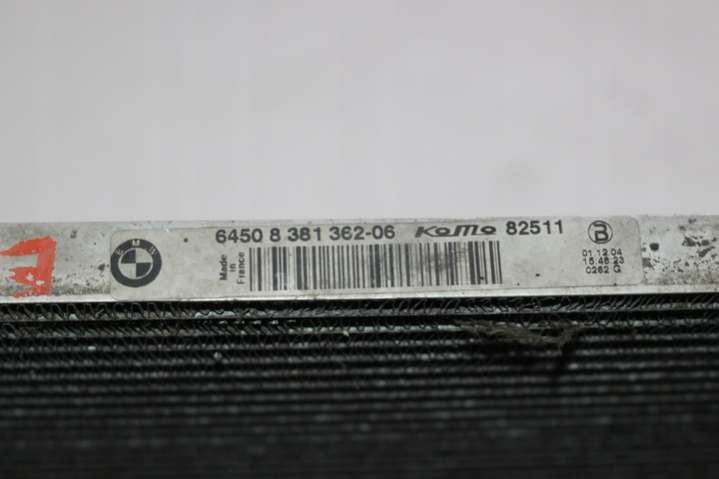 BMW
6450 8 381 362-06 KoMo 82511
Made
in
France
B
01 12 04
15:46:23
0262 G